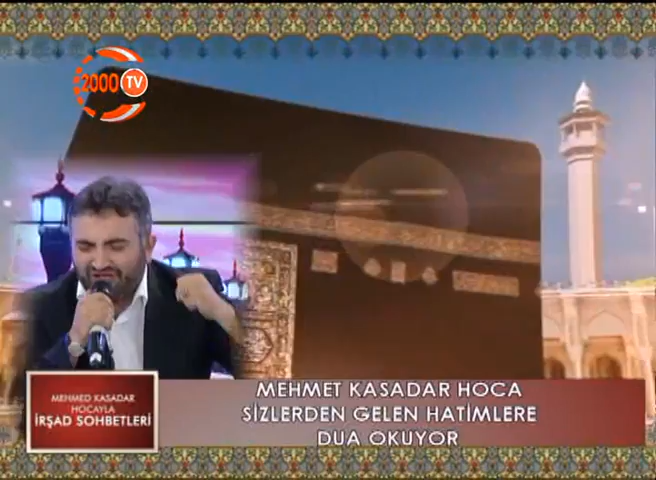 2000 TV
MEHMET KASADAR HOCA
SİZLERDEN GELEN HATİMLERE
DUA OKUYOR
MEHMED KASADAR
HOCAYLA
İRŞAD SOHBETLERİ